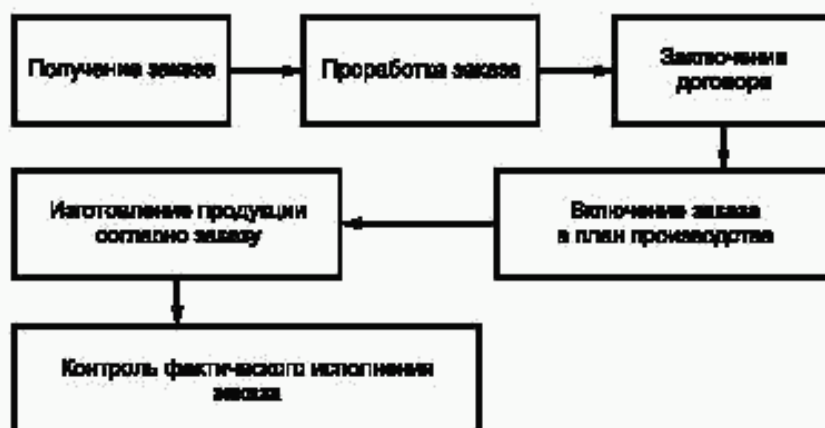 Получение заказа
Проработка заказа
Заключение
договора
Включение заказа
в план производства
Изготовление продукции
согласно заказу
Контроль фактического исполнения
заказа